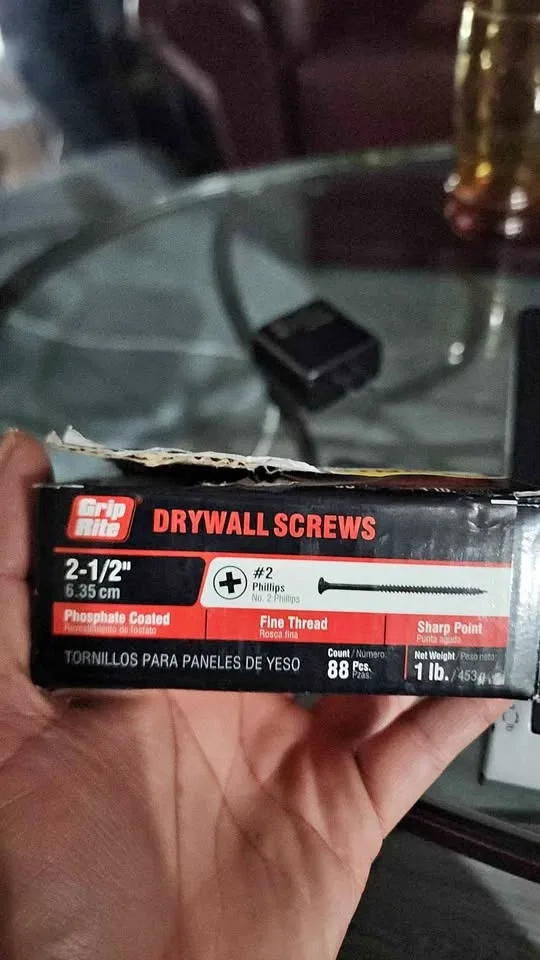 Grip
Rite
DRYWALL SCREWS
2-1/2"
6.35 cm
#2
Phillips
No. 2 Phillips
Phosphate Coated
Revestimiento de fosfato
Fine Thread
Rosca fina
Sharp Point
Punta aguda
TORNILLOS PARA PANELES DE YESO
Count / Número
88 Pcs.
Pzas.
Net Weight / Peso neto
1 lb. / 453 g